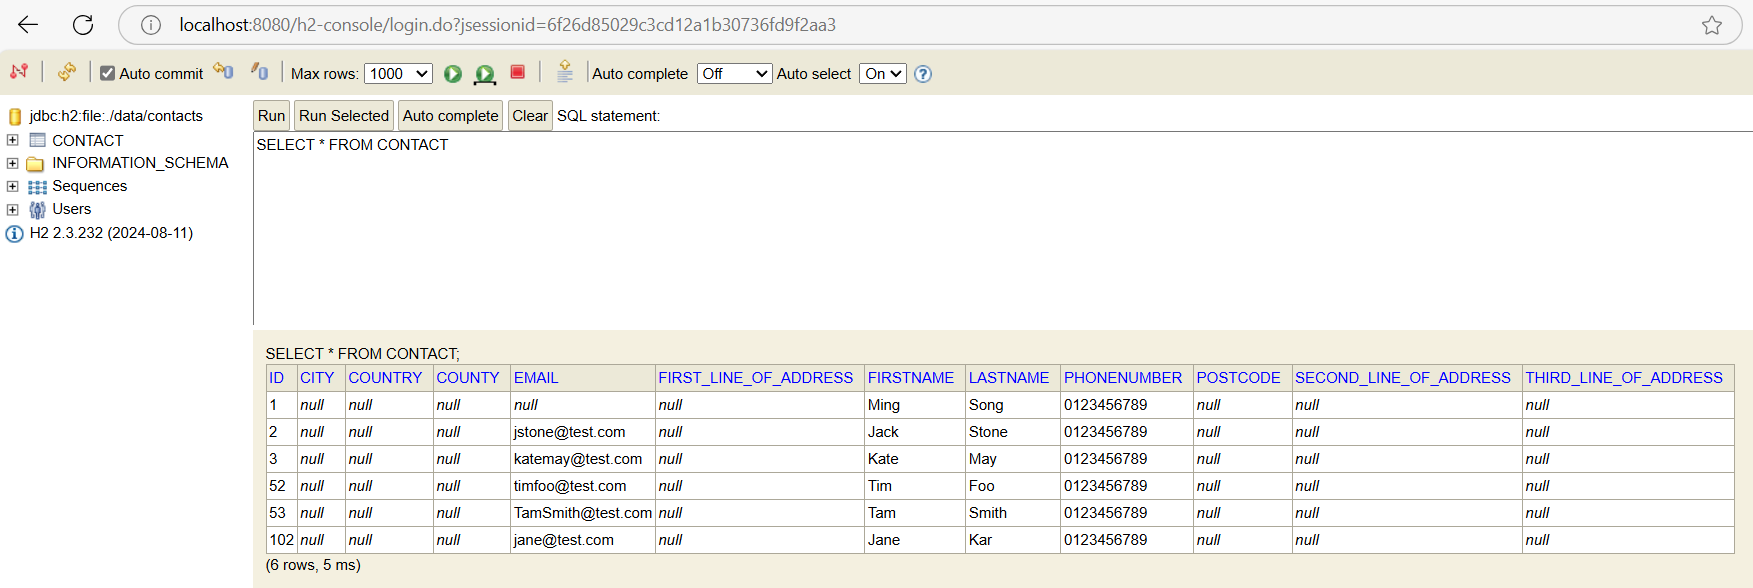 localhost:8080/h2-console/login.do?jsessionid=6f26d85029c3cd12a1b30736fd9f2aa3
Auto commit Max rows: 1000 Auto complete Off Auto select On ?
jdbc:h2:file:./data/contacts
CONTACT
INFORMATION_SCHEMA
Sequences
Users
H2 2.3.232 (2024-08-11)
Run Run Selected Auto complete Clear SQL statement:
SELECT * FROM CONTACT
SELECT * FROM CONTACT;
ID CITY COUNTRY COUNTY EMAIL FIRST_LINE_OF_ADDRESS FIRSTNAME LASTNAME PHONENUMBER POSTCODE SECOND_LINE_OF_ADDRESS THIRD_LINE_OF_ADDRESS
1 null null null null null Ming Song 0123456789 null null null
2 null null null jstone@test.com null Jack Stone 0123456789 null null null
3 null null null katemay@test.com null Kate May 0123456789 null null null
52 null null null timfoo@test.com null Tim Foo 0123456789 null null null
53 null null null TamSmith@test.com null Tam Smith 0123456789 null null null
102 null null null jane@test.com null Jane Kar 0123456789 null null null
(6 rows, 5 ms)